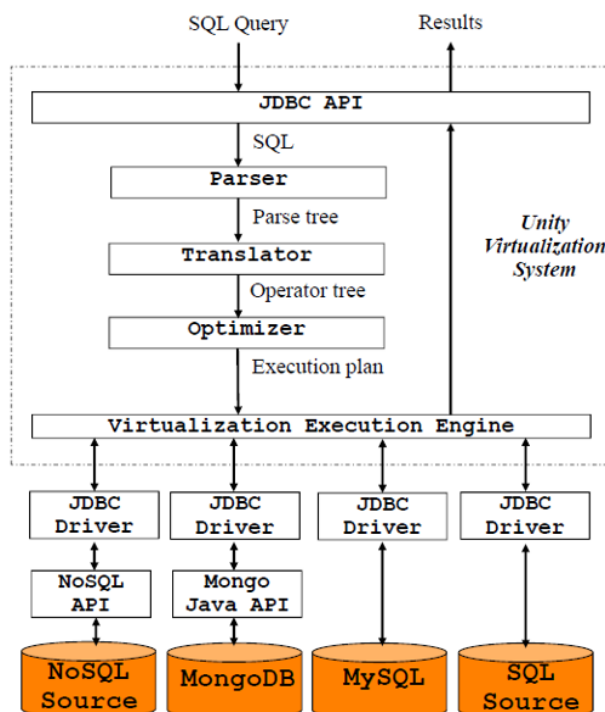 SQL Query
Results
JDBC API
SQL
Parser
Parse tree
Unity
Virtualization
System
Translator
Operator tree
Optimizer
Execution plan
Virtualization Execution Engine
JDBC
Driver
JDBC
Driver
JDBC
Driver
JDBC
Driver
NoSQL
API
Mongo
Java API
NoSQL
Source
MongoDB
MySQL
SQL
Source